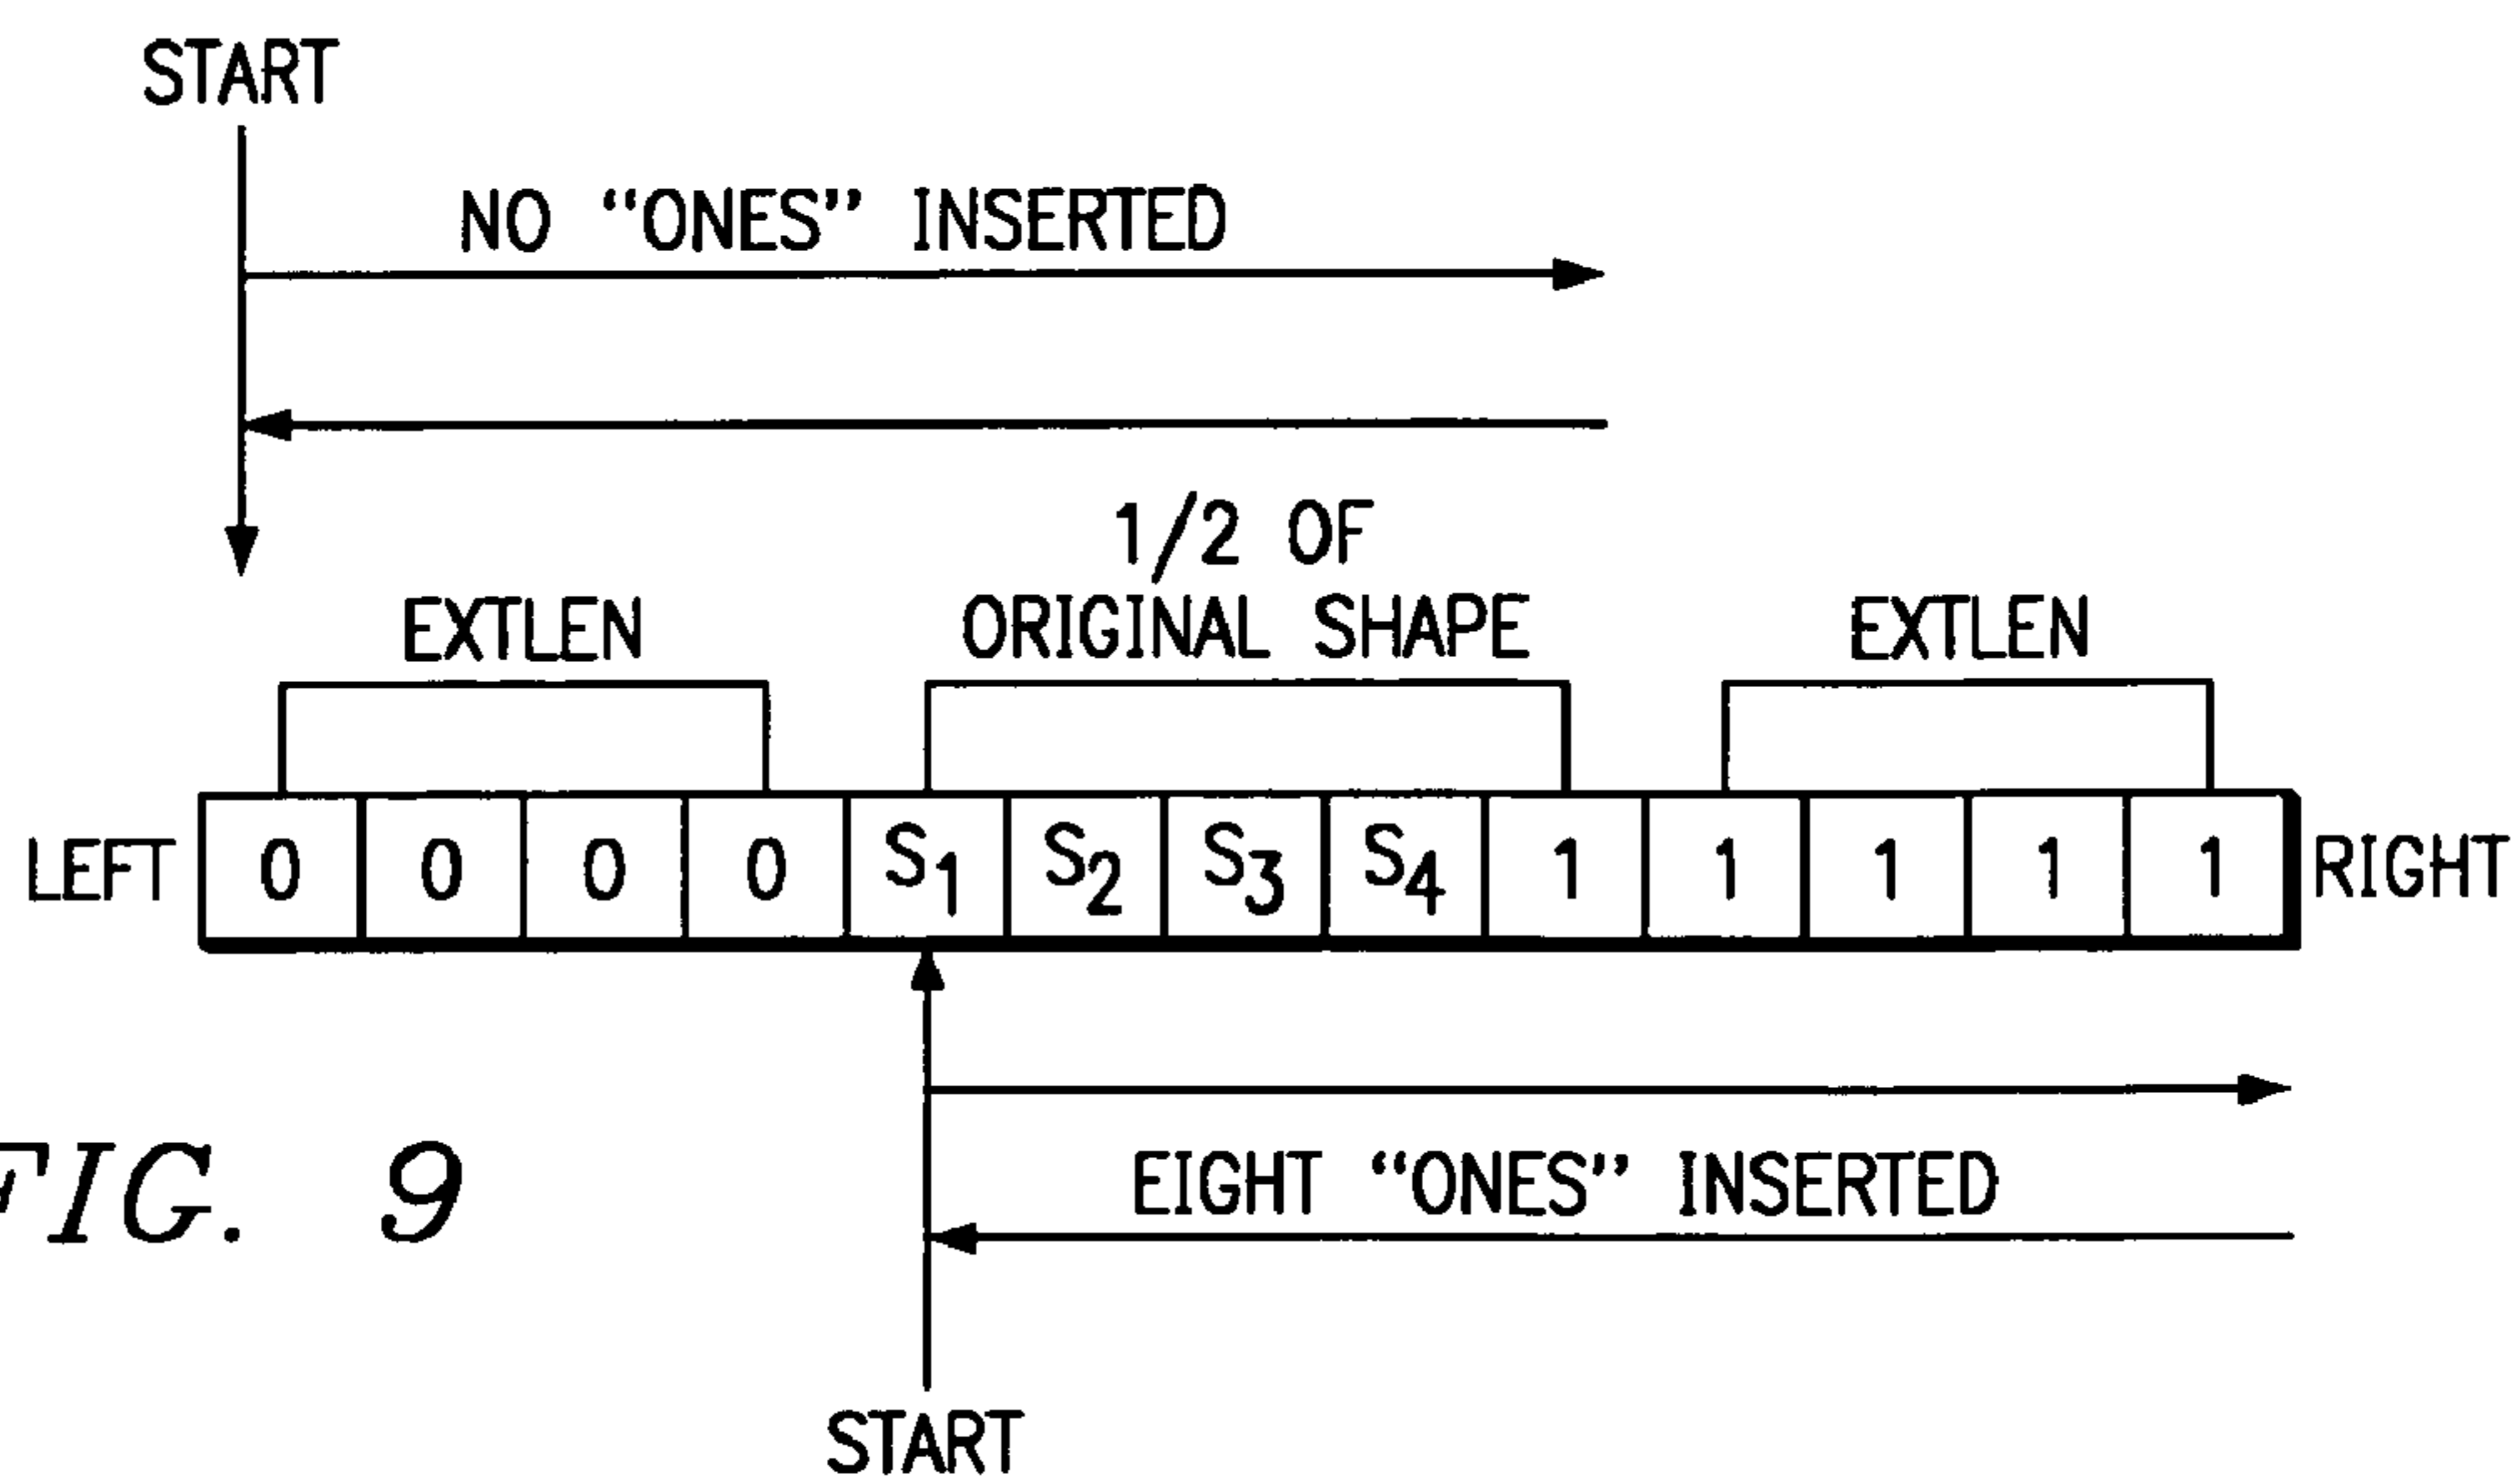 START
NO “ONES” INSERTED
1/2 OF
ORIGINAL SHAPE
EXTLEN
EXTLEN
LEFT 0 0 0 0 S1 S2 S3 S4 1 1 1 1 1 RIGHT
EIGHT “ONES” INSERTED
FIG. 9
START